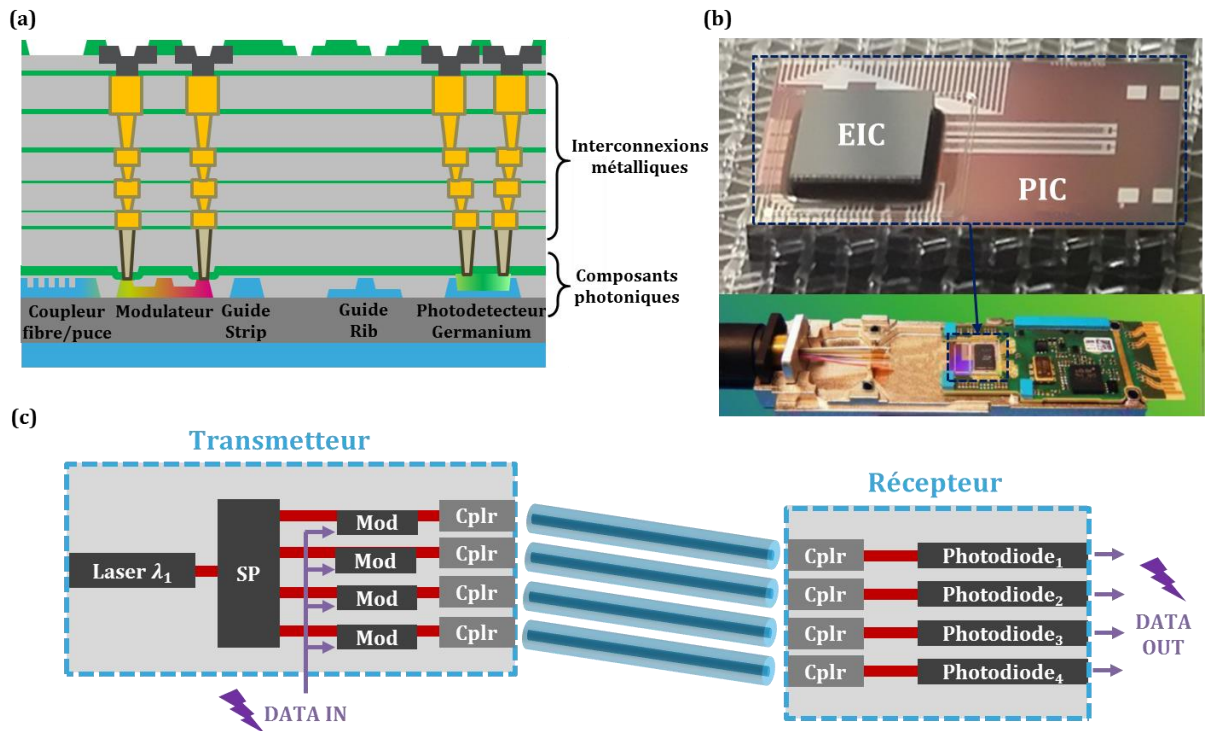 (a)
Interconnexions
métalliques
Composants
photoniques
Coupleur
fibre/puce
Modulateur
Guide
Strip
Guide
Rib
Photodetecteur
Germanium
(b)
EIC
PIC
(c)
Transmetteur
Laser λ1
SP
Mod
Mod
Mod
Mod
Cplr
Cplr
Cplr
Cplr
DATA IN
Récepteur
Cplr
Cplr
Cplr
Cplr
Photodiode1
Photodiode2
Photodiode3
Photodiode4
DATA
OUT